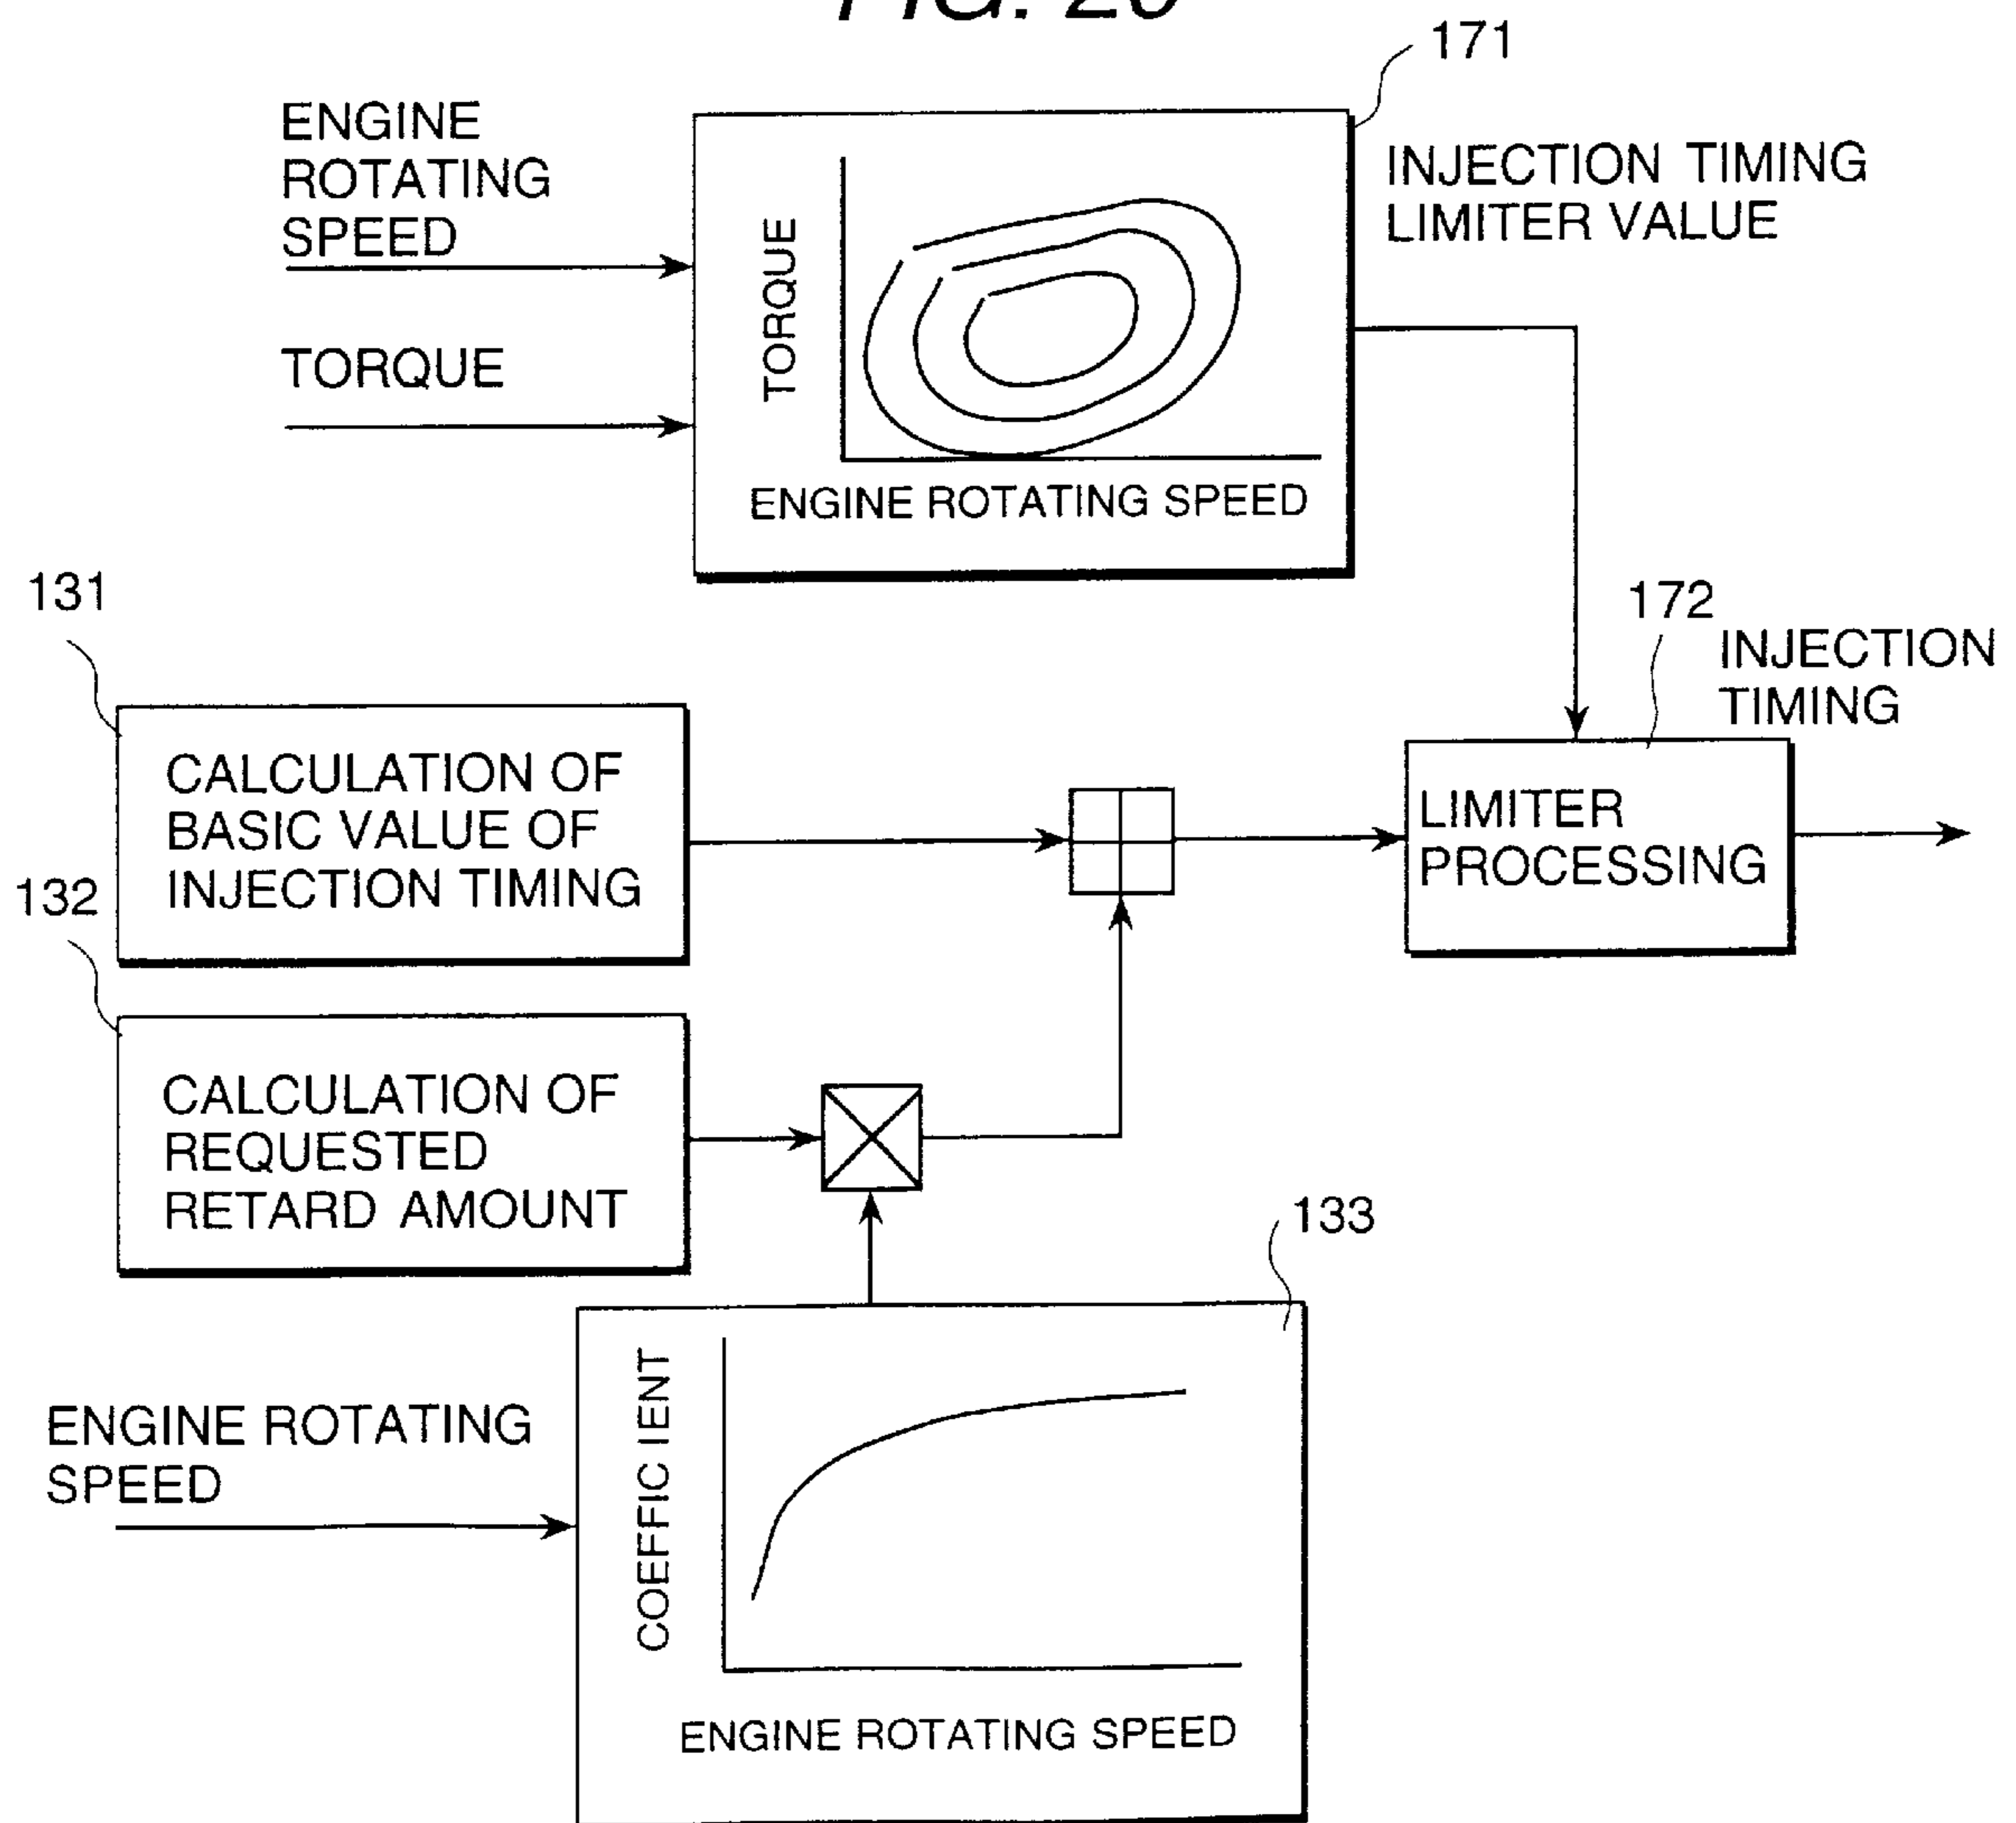 171
ENGINE
ROTATING
SPEED
INJECTION TIMING
LIMITER VALUE
TORQUE
TORQUE
ENGINE ROTATING SPEED
131
172
INJECTION
TIMING
CALCULATION OF
BASIC VALUE OF
INJECTION TIMING
LIMITER
PROCESSING
132
CALCULATION OF
REQUESTED
RETARD AMOUNT
133
ENGINE ROTATING
SPEED
COEFFIC IENT
ENGINE ROTATING SPEED